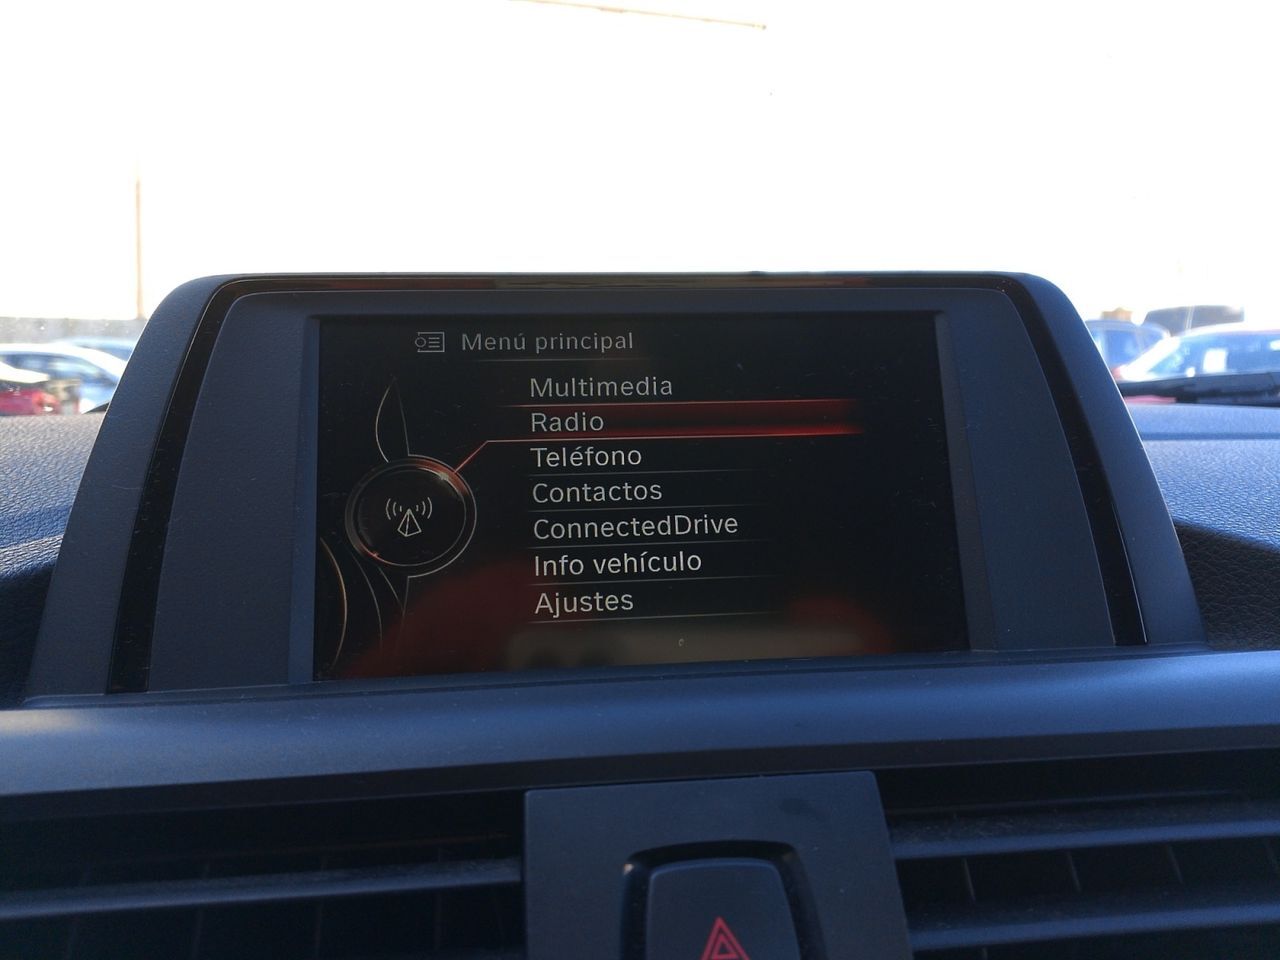 Menú principal
Multimedia
Radio
Teléfono
Contactos
ConnectedDrive
Info vehículo
Ajustes